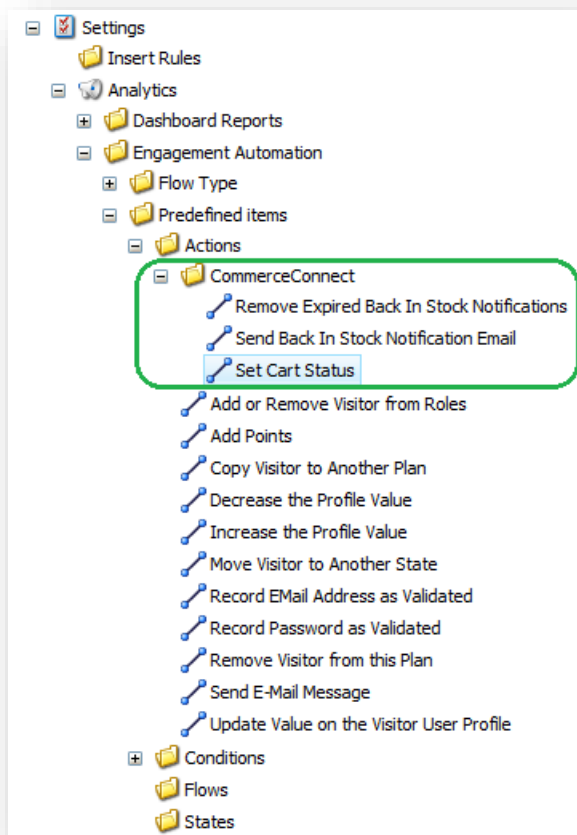 Settings
Insert Rules
Analytics
Dashboard Reports
Engagement Automation
Flow Type
Predefined items
Actions
CommerceConnect
Remove Expired Back In Stock Notifications
Send Back In Stock Notification Email
Set Cart Status
Add or Remove Visitor from Roles
Add Points
Copy Visitor to Another Plan
Decrease the Profile Value
Increase the Profile Value
Move Visitor to Another State
Record EMail Address as Validated
Record Password as Validated
Remove Visitor from this Plan
Send E-Mail Message
Update Value on the Visitor User Profile
Conditions
Flows
States